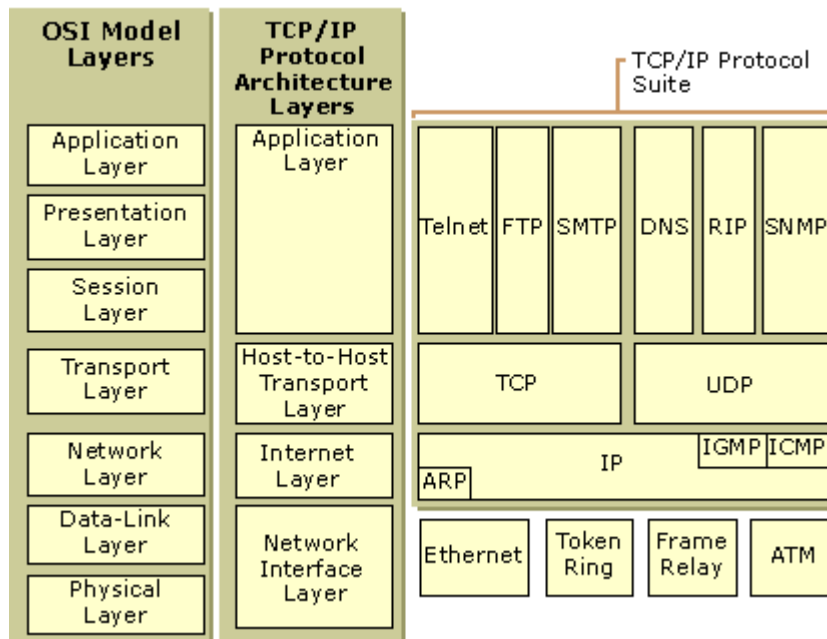 OSI Model
Layers
Application
Layer
Presentation
Layer
Session
Layer
Transport
Layer
Network
Layer
Data-Link
Layer
Physical
Layer
TCP/IP
Protocol
Architecture
Layers
Application
Layer
Host-to-Host
Transport
Layer
Internet
Layer
Network
Interface
Layer
TCP/IP Protocol
Suite
Telnet
FTP
SMTP
DNS
RIP
SNMP
TCP
UDP
IP
IGMP
ICMP
ARP
Ethernet
Token
Ring
Frame
Relay
ATM